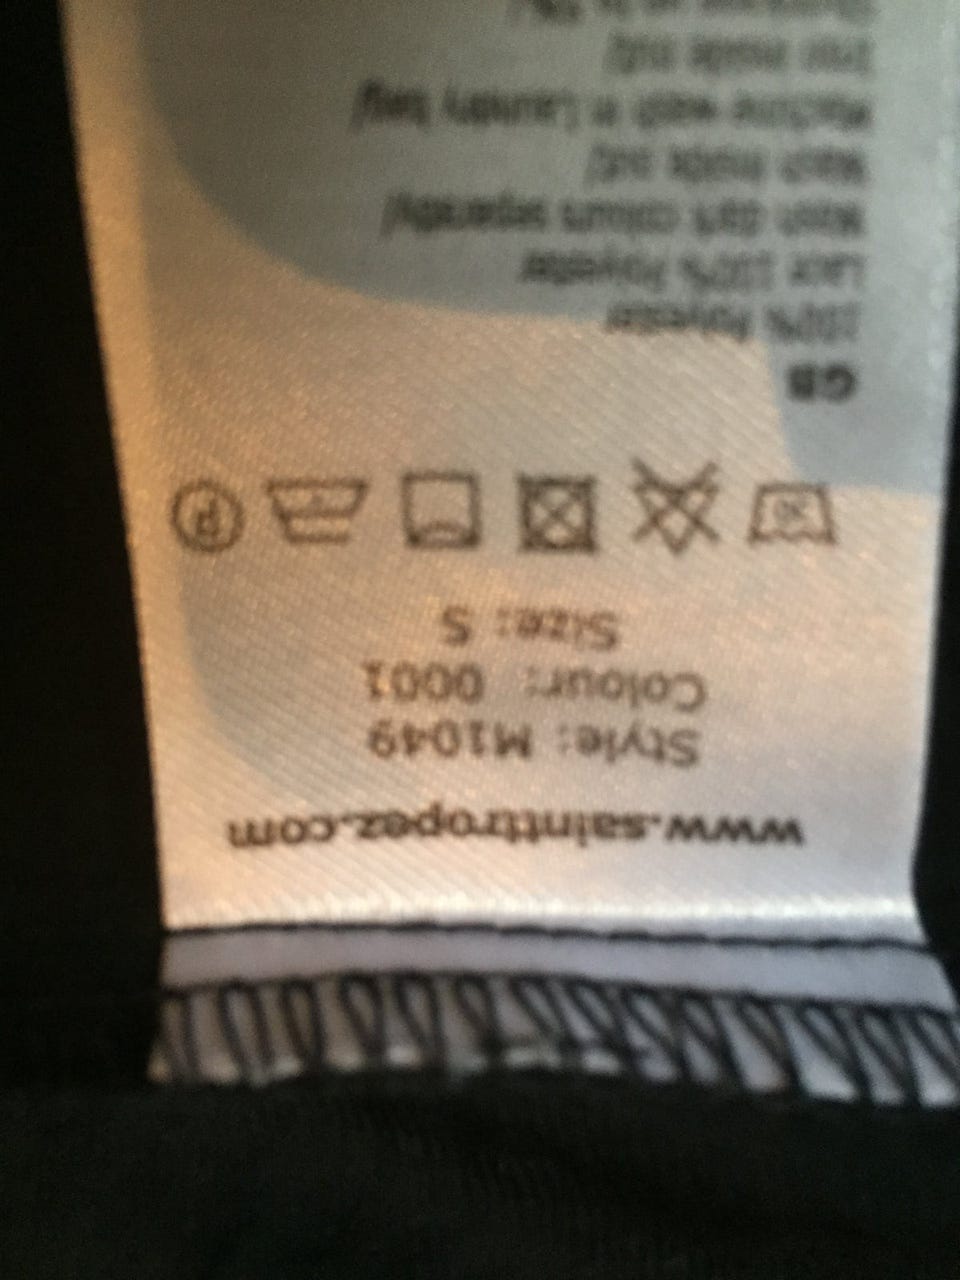 www.sainttropez.com
Style: M1049
Colour: 0001
Size: S
30
P
GB
100% Polyester
Lace 100% Polyester
Wash dark colours separately/
Wash inside out/
Machine wash in Laundry bag/
Iron inside out/